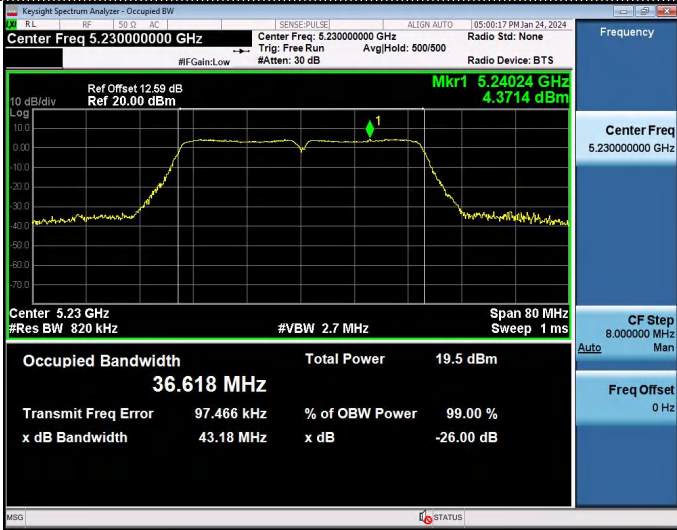 Keysight Spectrum Analyzer - Occupied BW
RL RF 50 Ω AC SENSE:PULSE ALIGN AUTO 05:00:17 PM Jan 24, 2024
Center Freq 5.230000000 GHz
Center Freq: 5.230000000 GHz Radio Std: None
Trig: Free Run Avg|Hold: 500/500
#IFGain:Low #Atten: 30 dB Radio Device: BTS
Ref Offset 12.59 dB
10 dB/div Ref 20.00 dBm
Mkr1 5.24024 GHz
4.3714 dBm
Log
10.0
0.00
-10.0
-20.0
-30.0
-40.0
-50.0
-60.0
-70.0
1
Center 5.23 GHz Span 80 MHz
#Res BW 820 kHz #VBW 2.7 MHz Sweep 1 ms
Occupied Bandwidth Total Power 19.5 dBm
36.618 MHz
Transmit Freq Error 97.466 kHz % of OBW Power 99.00 %
x dB Bandwidth 43.18 MHz x dB -26.00 dB
Frequency
Center Freq
5.230000000 GHz
CF Step
8.000000 MHz
Auto Man
Freq Offset
0 Hz
MSG STATUS